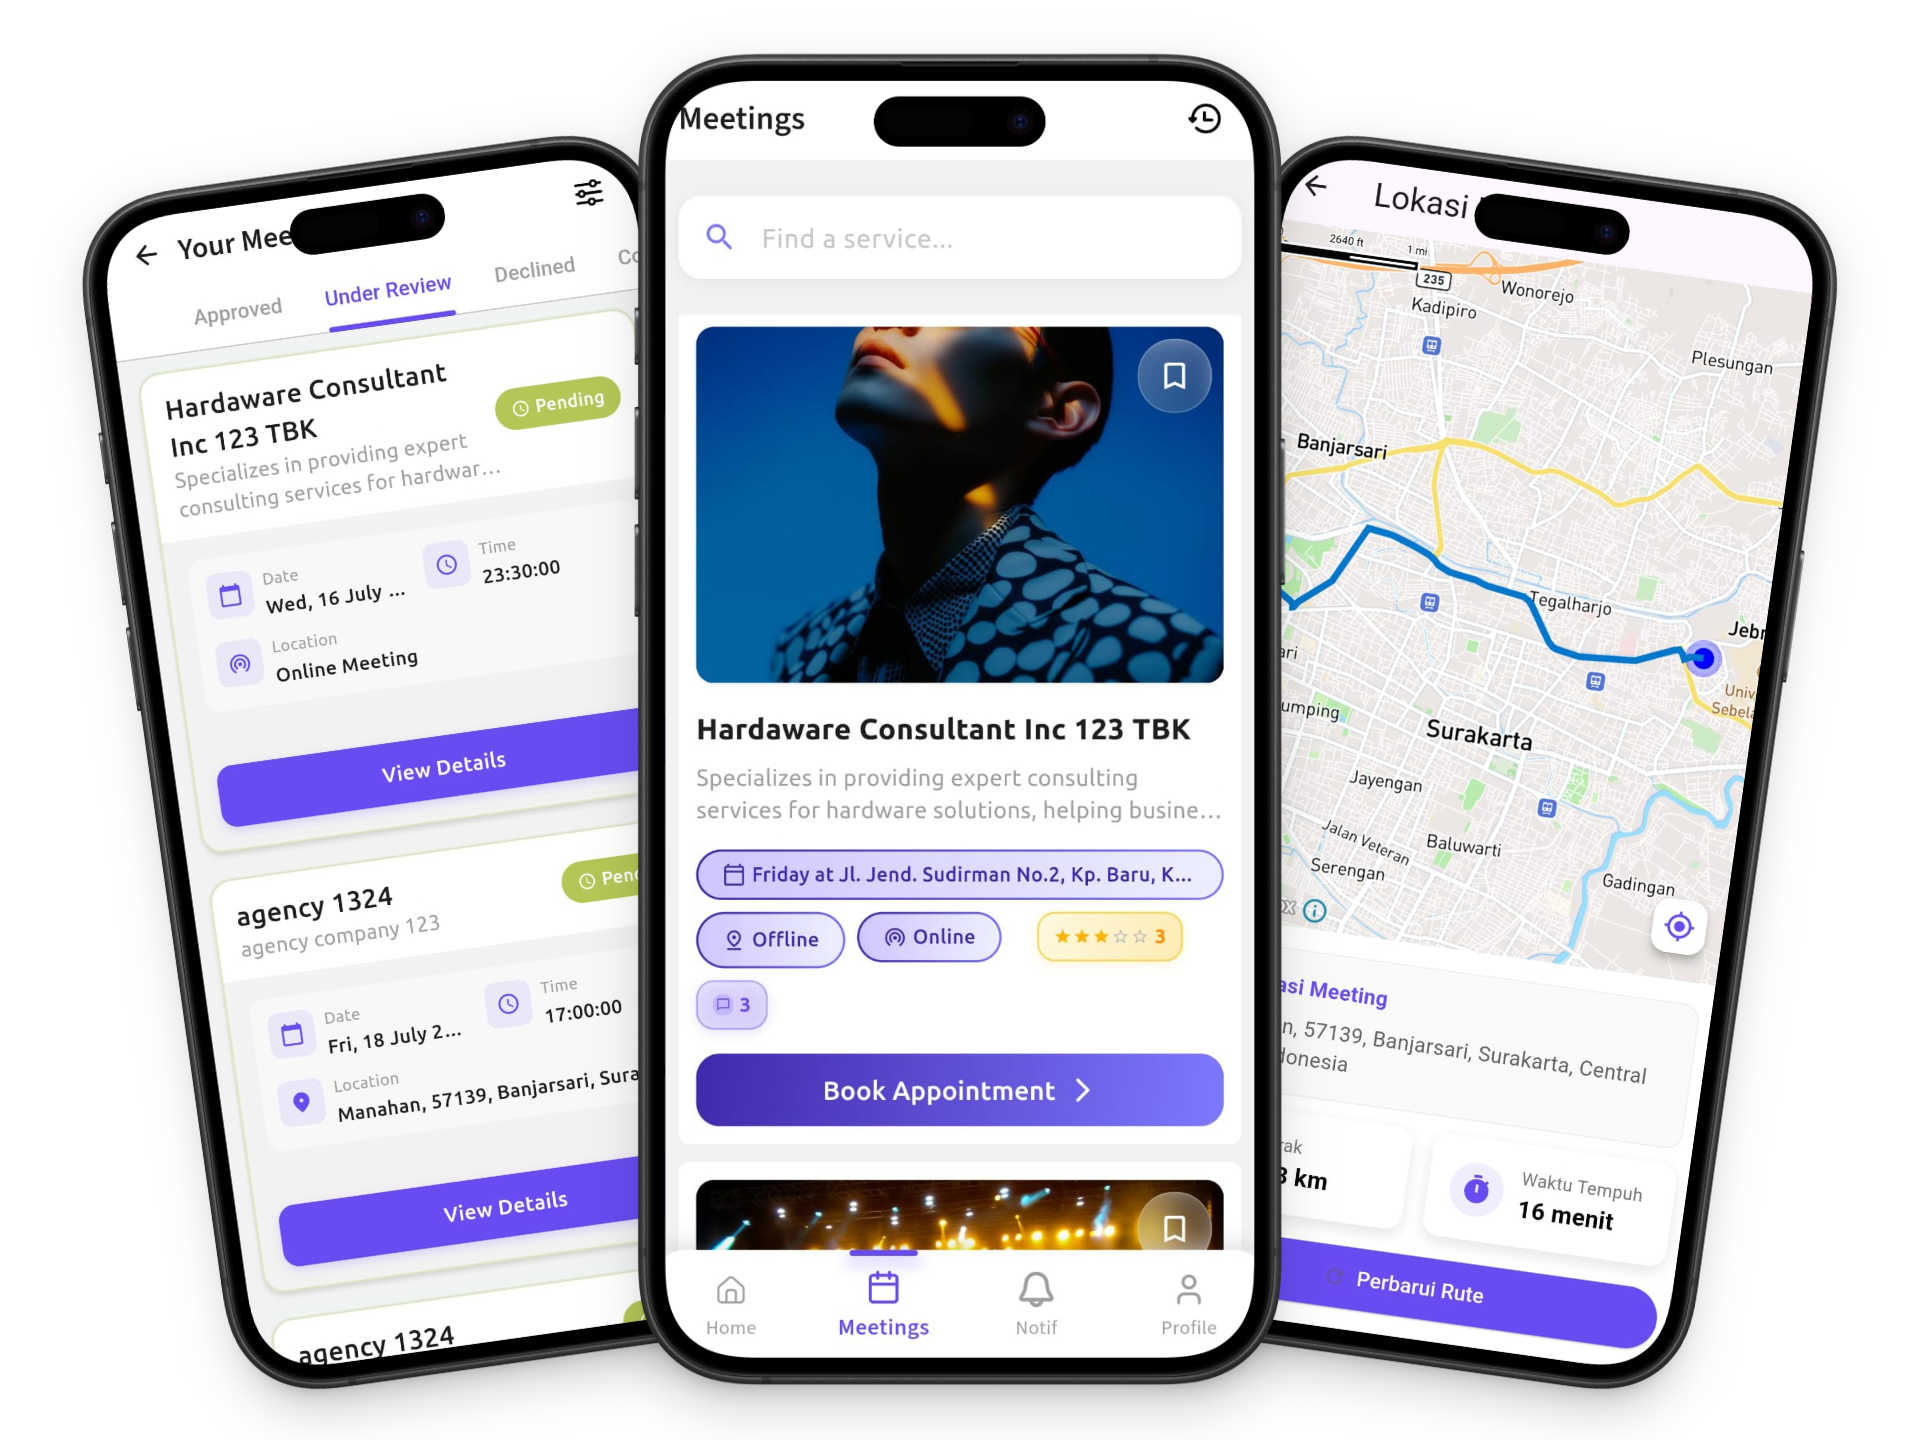 Your Mee
Approved
Under Review
Declined
Co
Hardaware Consultant
Inc 123 TBK
Pending
Specializes in providing expert
consulting services for hardwar...
Date
Wed, 16 July ...
Time
23:30:00
Location
Online Meeting
View Details
agency 1324
agency company 123
Pend
Date
Fri, 18 July 2...
Time
17:00:00
Location
Manahan, 57139, Banjarsari, Sura
View Details
agency 1324
Meetings
Find a service...
Hardaware Consultant Inc 123 TBK
Specializes in providing expert consulting
services for hardware solutions, helping busine...
Friday at Jl. Jend. Sudirman No.2, Kp. Baru, K...
Offline
Online
3
3
Book Appointment
Home
Meetings
Notif
Profile
Lokasi
2640 ft
1 mi
235
Wonorejo
Kadipiro
Plesungan
Banjarsari
Tegalharjo
Jebr
ari
Univ
Sebela
umping
Surakarta
Jayengan
Jalan Veteran
Baluwarti
Serengan
Gadingan
asi Meeting
n, 57139, Banjarsari, Surakarta, Central
donesia
rak
km
Waktu Tempuh
16 menit
Perbarui Rute